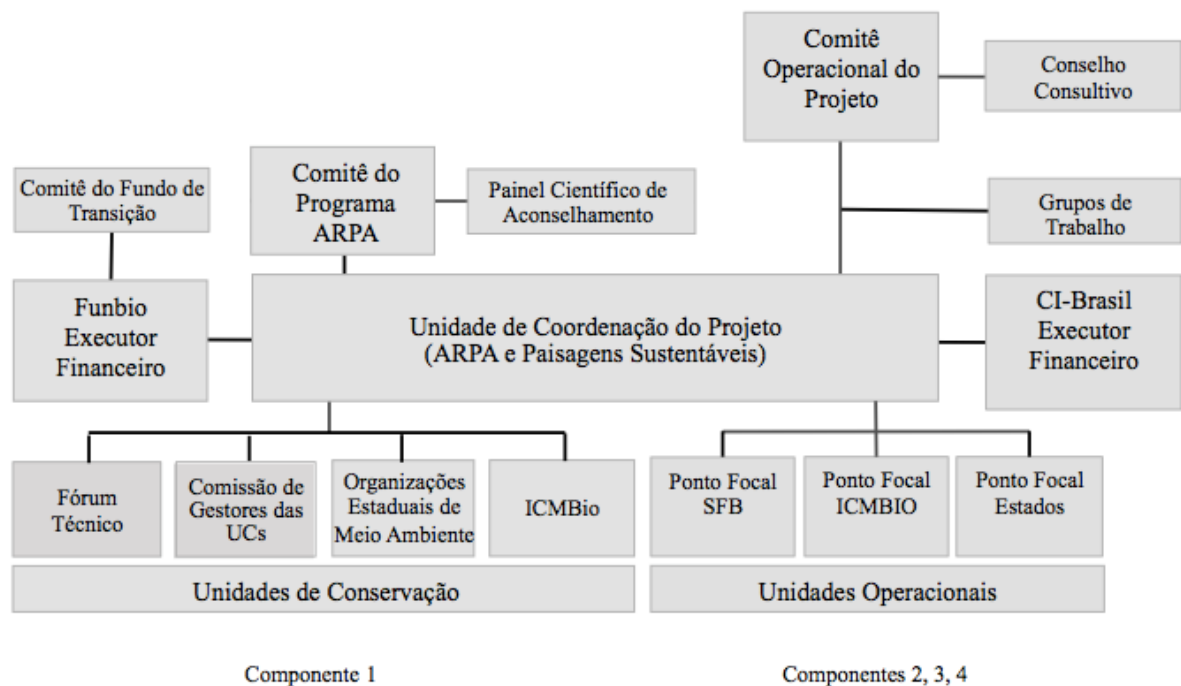 Comitê
Operacional do
Projeto
Conselho
Consultivo
Comitê do Fundo de
Transição
Comitê do
Programa
ARPA
Painel Científico de
Aconselhamento
Grupos de
Trabalho
Funbio
Executor
Financeiro
Unidade de Coordenação do Projeto
(ARPA e Paisagens Sustentáveis)
CI-Brasil
Executor
Financeiro
Fórum
Técnico
Comissão de
Gestores das
UCs
Organizações
Estaduais de
Meio Ambiente
ICMBio
Ponto Focal
SFB
Ponto Focal
ICMBIO
Ponto Focal
Estados
Unidades de Conservação
Unidades Operacionais
Componente 1
Componentes 2, 3, 4